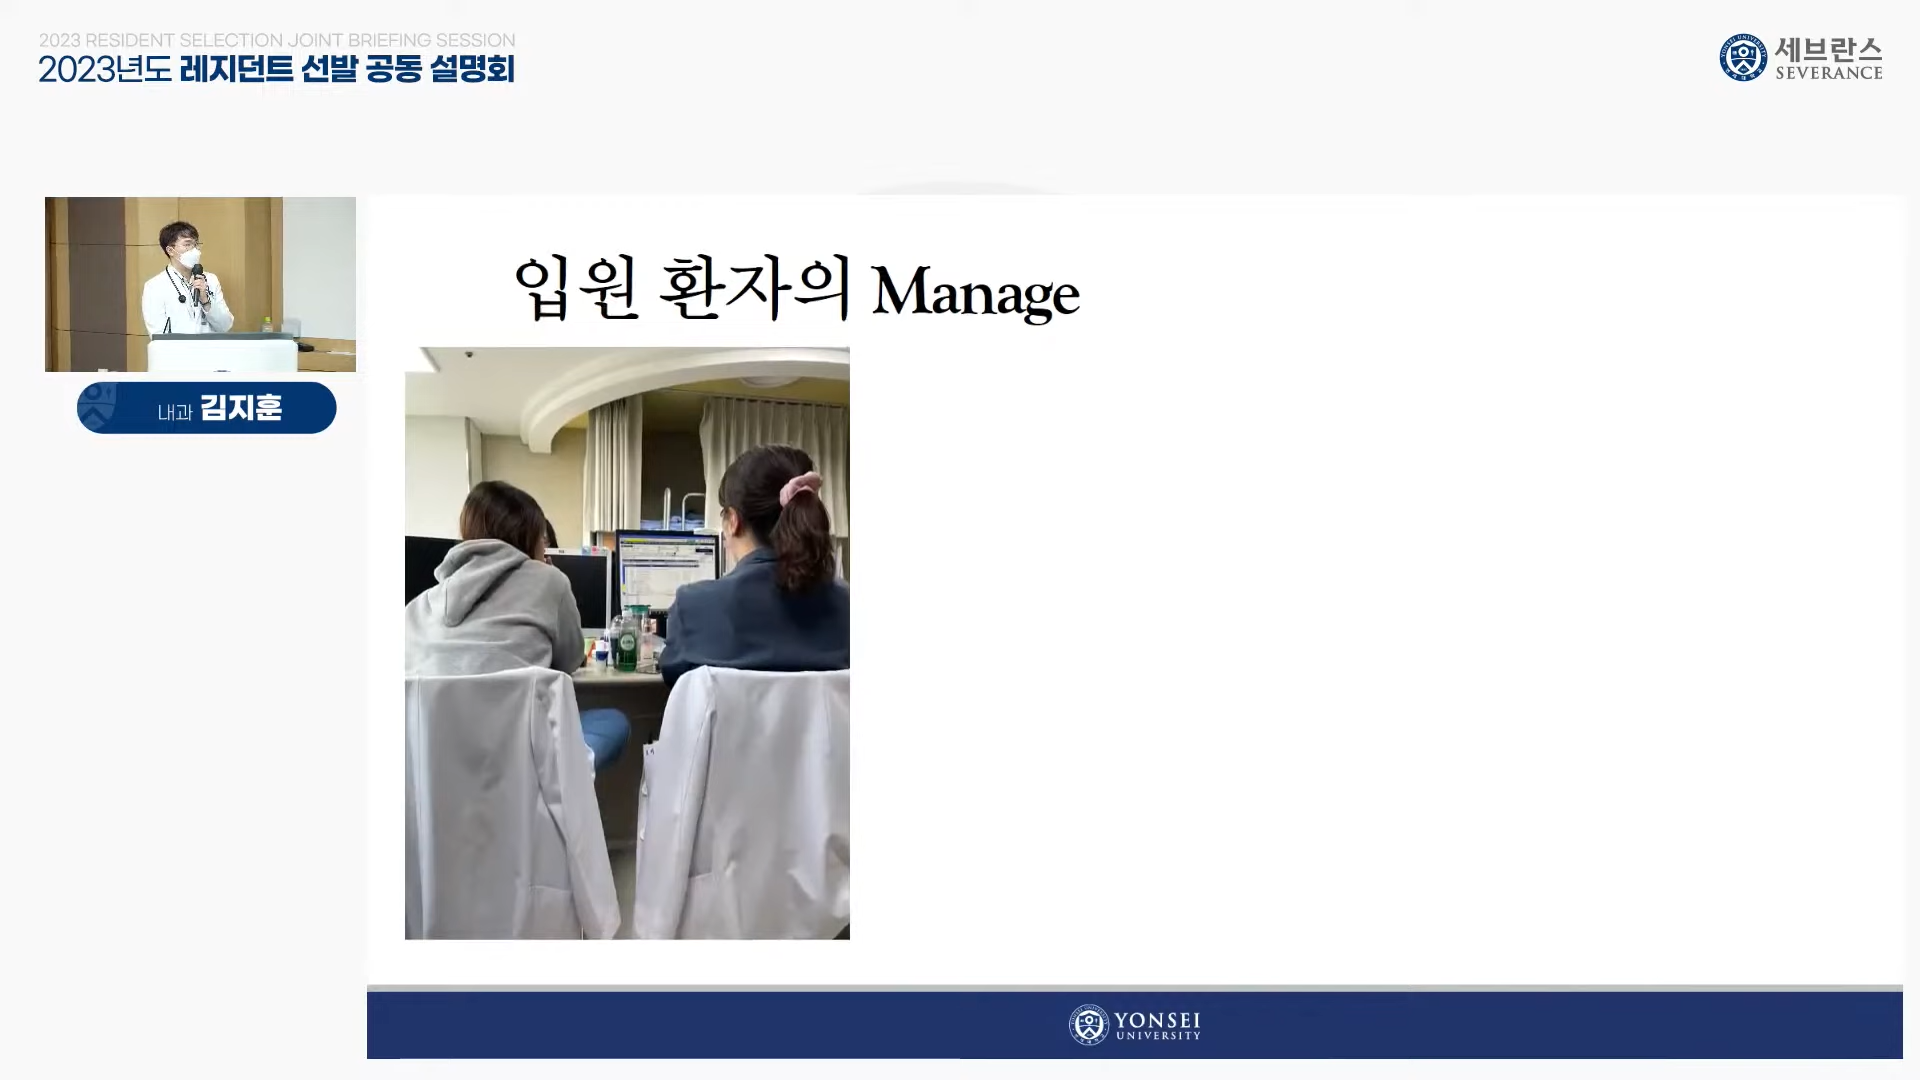 2023 RESIDENT SELECTION JOINT BRIEFING SESSION
2023년도 레지던트 선발 공동 설명회
세브란스
SEVERANCE
입원 환자의 Manage
내과 김지훈
YONSEI
UNIVERSITY